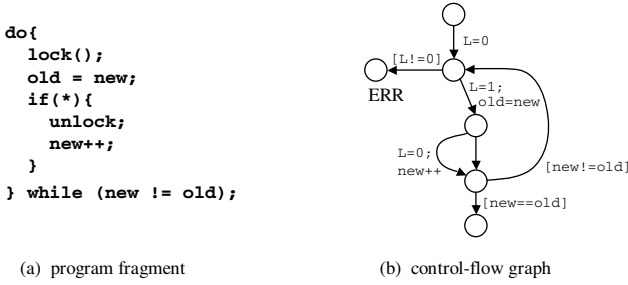 do{
lock();
old = new;
if(*){
unlock;
new++;
}
} while (new != old);
L=0
[L!=0]
ERR
L=1;
old=new
L=0;
new++
[new!=old]
[new==old]
(a) program fragment
(b) control-flow graph